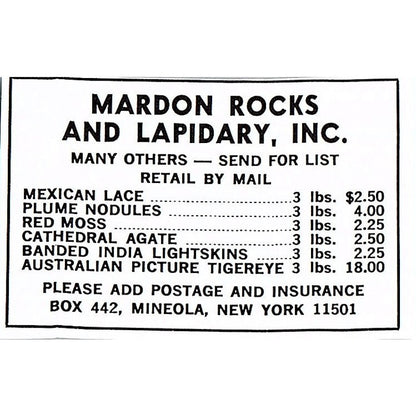 MARDON ROCKS
AND LAPIDARY, INC.
MANY OTHERS — SEND FOR LIST
RETAIL BY MAIL
MEXICAN LACE ........................ 3 lbs. $2.50
PLUME NODULES ..................... 3 lbs. 4.00
RED MOSS .............................. 3 lbs. 2.25
CATHEDRAL AGATE ................. 3 lbs. 2.50
BANDED INDIA LIGHTSKINS ....... 3 lbs. 2.25
AUSTRALIAN PICTURE TIGEREYE 3 lbs. 18.00
PLEASE ADD POSTAGE AND INSURANCE
BOX 442, MINEOLA, NEW YORK 11501